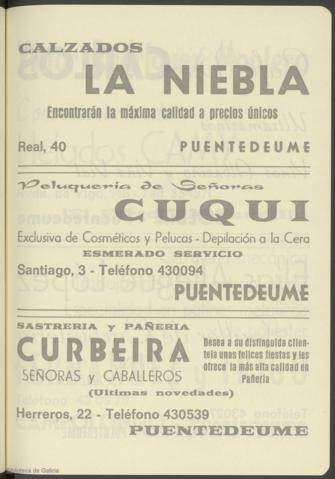 CALZADOS
LA NIEBLA
Encontrarán la máxima calidad a precios únicos
Real, 40 PUENTEDEUME
Peluquería de Señoras
CUQUI
Exclusiva de Cosméticos y Pelucas - Depilación a la Cera
ESMERADO SERVICIO
Santiago, 3 - Teléfono 430094
PUENTEDEUME
SASTRERIA y PAÑERIA
CURBEIRA
SEÑORAS y CABALLEROS
(Ultimas novedades)
Desea a su distinguida clien-
tela unas felices fiestas y les
ofrece la más alta calidad en
Pañería
Herreros, 22 - Teléfono 430539
PUENTEDEUME
Biblioteca de Galicia